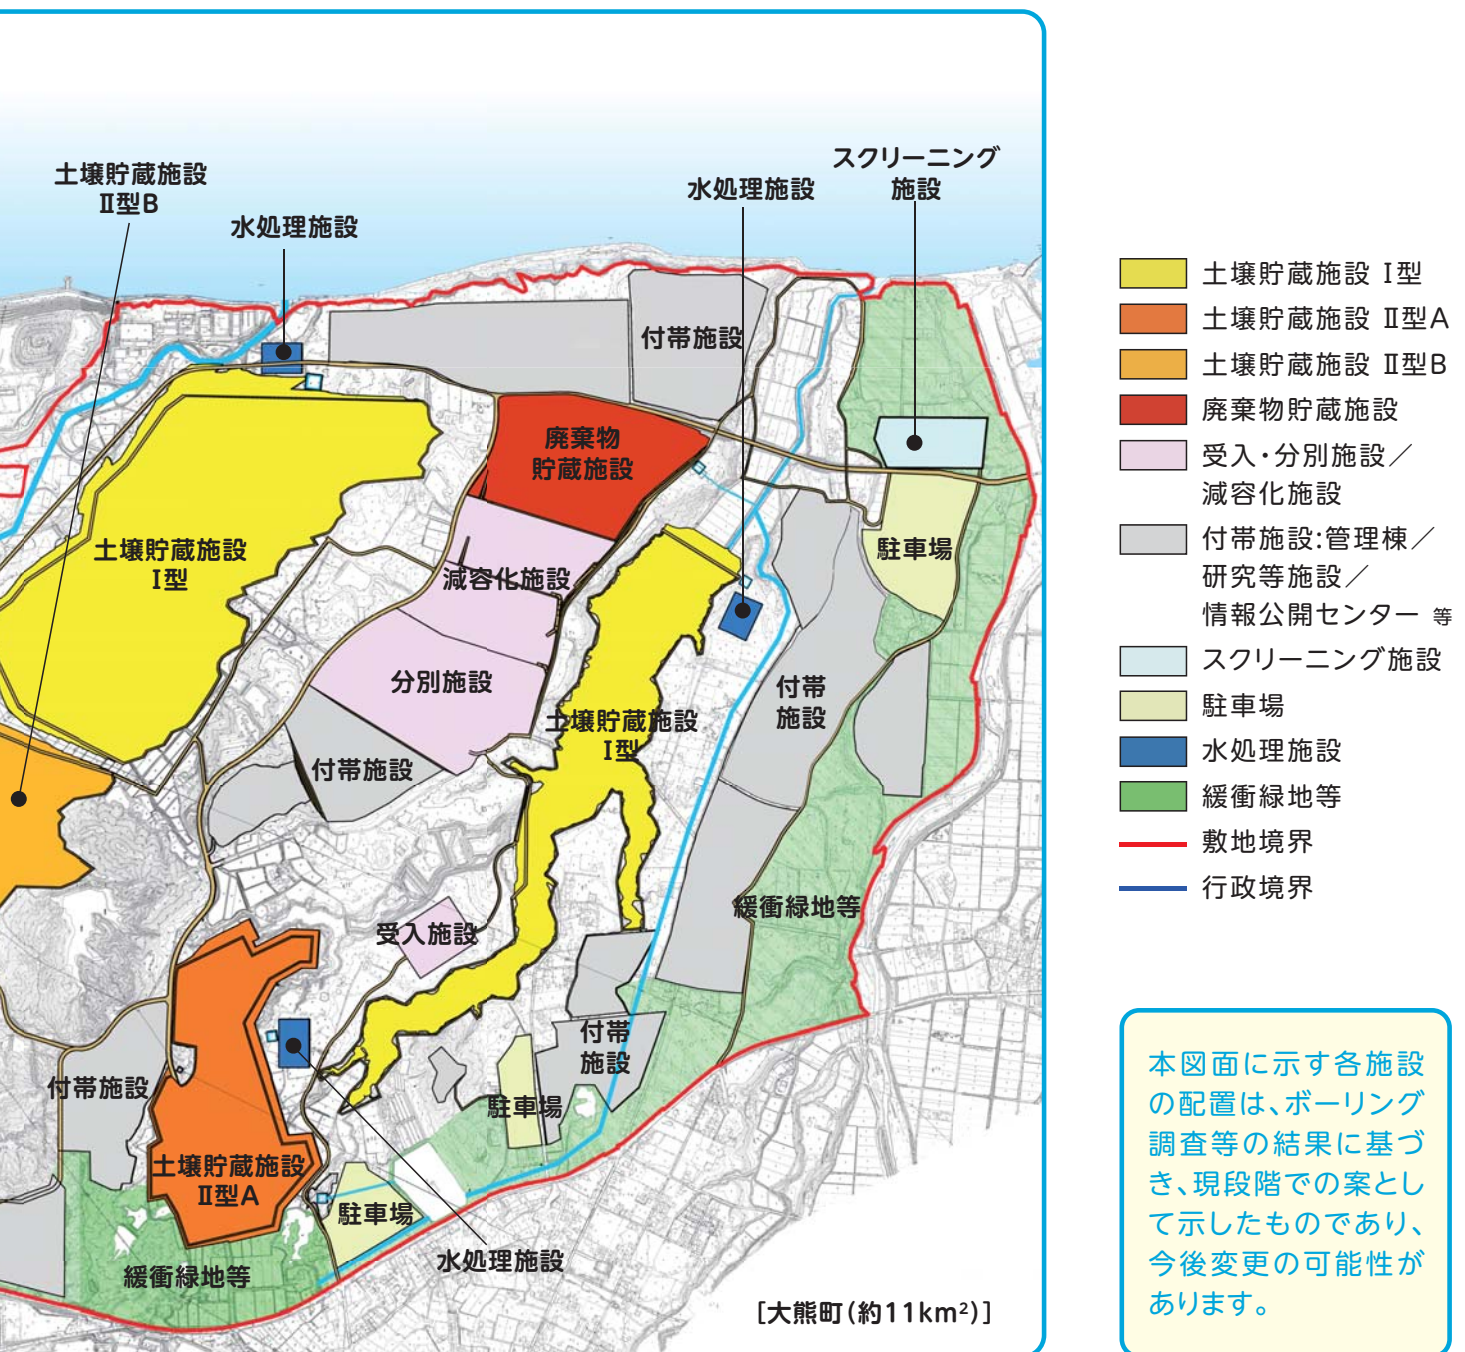 土壌貯蔵施設
Ⅱ型B
水処理施設
水処理施設
スクリーニング
施設
付帯施設
廃棄物
貯蔵施設
土壌貯蔵施設
Ⅰ型
減容化施設
駐車場
分別施設
土壌貯蔵施設
Ⅰ型
付帯
施設
付帯施設
受入施設
緩衝緑地等
付帯
施設
付帯施設
駐車場
土壌貯蔵施設
Ⅱ型A
駐車場
水処理施設
緩衝緑地等
[大熊町(約11km²)]
土壌貯蔵施設 Ⅰ型
土壌貯蔵施設 Ⅱ型A
土壌貯蔵施設 Ⅱ型B
廃棄物貯蔵施設
受入・分別施設／
減容化施設
付帯施設:管理棟／
研究等施設／
情報公開センター 等
スクリーニング施設
駐車場
水処理施設
緩衝緑地等
敷地境界
行政境界
本図面に示す各施設
の配置は、ボーリング
調査等の結果に基づ
き、現段階での案とし
て示したものであり、
今後変更の可能性が
あります。